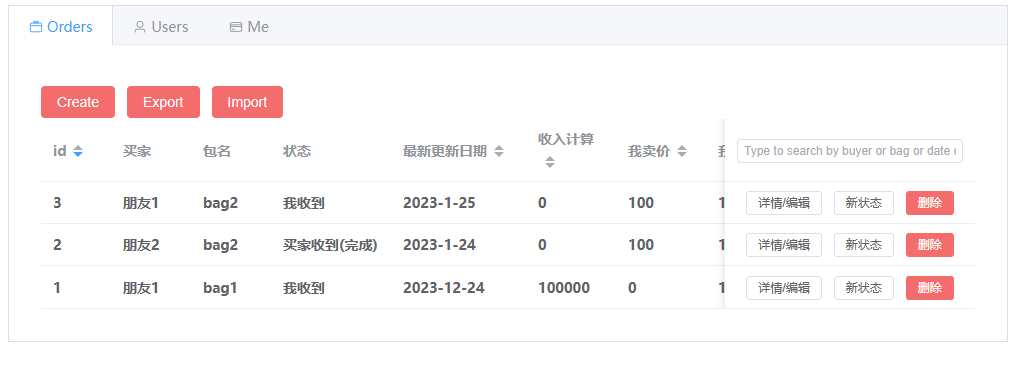 Orders Users Me
Create Export Import
id 买家 包名 状态 最新更新日期 收入计算 我卖价 Type to search by buyer or bag or date
3 朋友1 bag2 我收到 2023-1-25 0 100 详情/编辑 新状态 删除
2 朋友2 bag2 买家收到(完成) 2023-1-24 0 100 详情/编辑 新状态 删除
1 朋友1 bag1 我收到 2023-12-24 100000 0 详情/编辑 新状态 删除